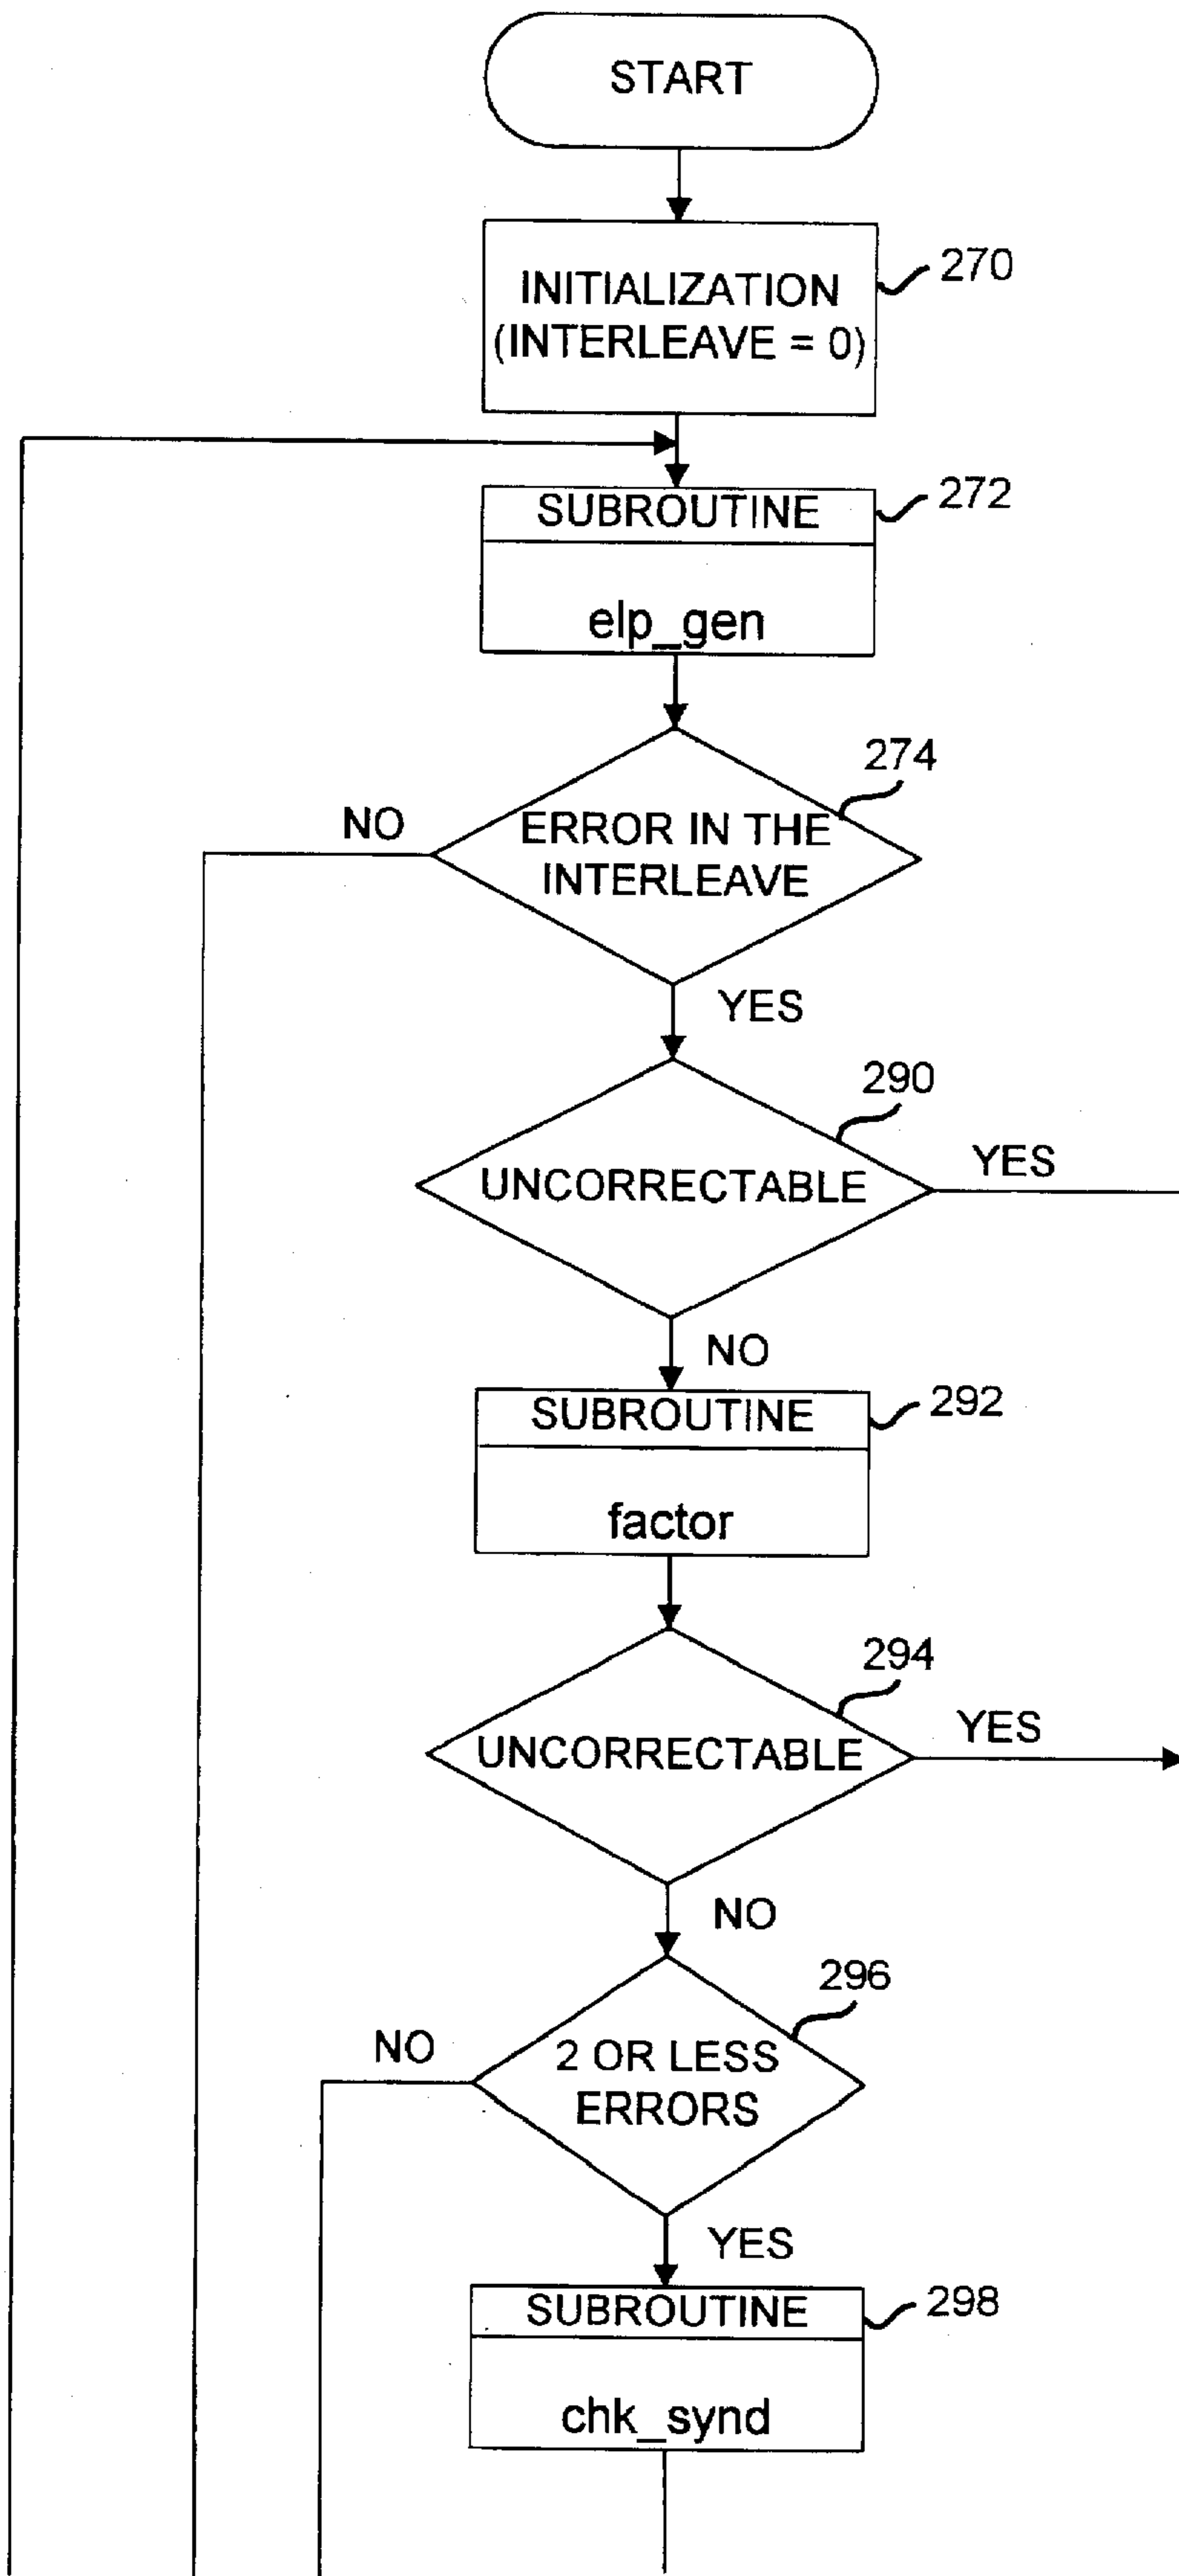 START
INITIALIZATION
(INTERLEAVE = 0)
270
SUBROUTINE
272
elp_gen
274
NO
ERROR IN THE
INTERLEAVE
YES
290
UNCORRECTABLE
YES
NO
SUBROUTINE
292
factor
294
UNCORRECTABLE
YES
NO
296
NO
2 OR LESS
ERRORS
YES
SUBROUTINE
298
chk_synd